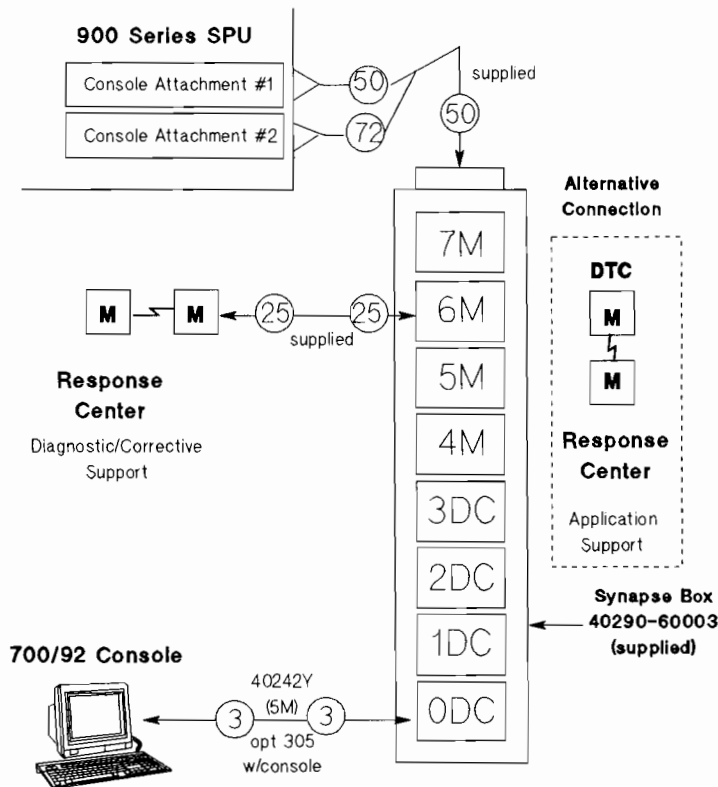 900 Series SPU
Console Attachment #1
Console Attachment #2
50
72
supplied
50
7M
6M
5M
4M
3DC
2DC
1DC
0DC
M
M
25
25
supplied
Response
Center
Diagnostic/Corrective
Support
Alternative
Connection
DTC
M
M
Response
Center
Application
Support
Synapse Box
40290-60003
(supplied)
700/92 Console
40242Y
(5M)
3
3
opt 305
w/console